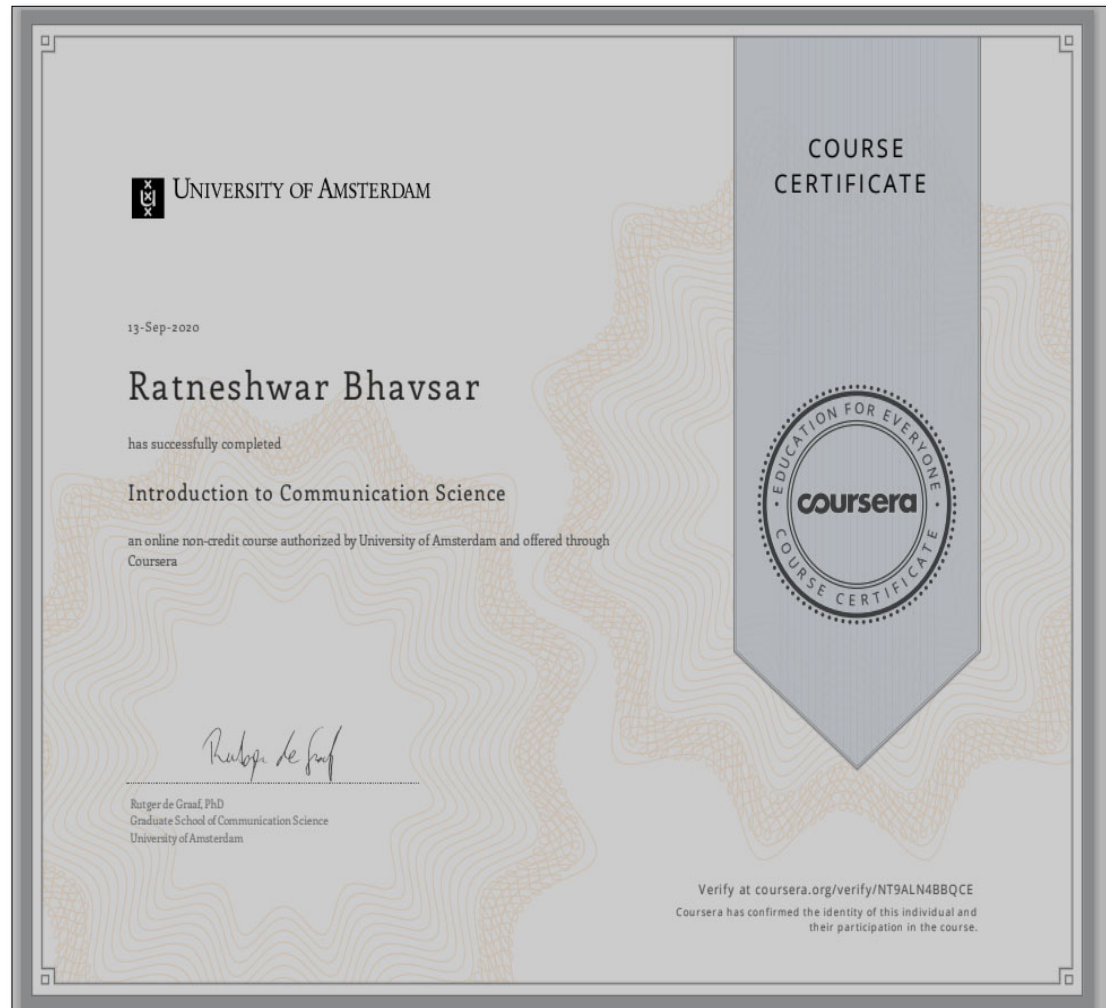 UNIVERSITY OF AMSTERDAM
COURSE
CERTIFICATE
13-Sep-2020
Ratneshwar Bhavsar
has successfully completed
Introduction to Communication Science
an online non-credit course authorized by University of Amsterdam and offered through
Coursera
EDUCATION FOR EVERYONE
coursera
COURSE CERTIFICATE
Rutger de Graaf
Rutger de Graaf, PhD
Graduate School of Communication Science
University of Amsterdam
Verify at coursera.org/verify/NT9ALN4BBQCE
Coursera has confirmed the identity of this individual and
their participation in the course.